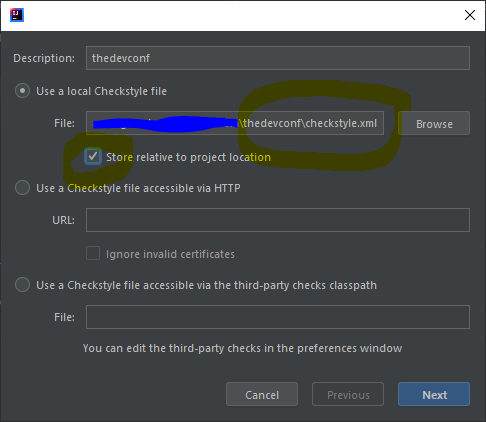 Description: thedevconf
Use a local Checkstyle file
File: \thedevconf\checkstyle.xml Browse
Store relative to project location
Use a Checkstyle file accessible via HTTP
URL:
Ignore invalid certificates
Use a Checkstyle file accessible via the third-party checks classpath
File:
You can edit the third-party checks in the preferences window
Cancel Previous Next